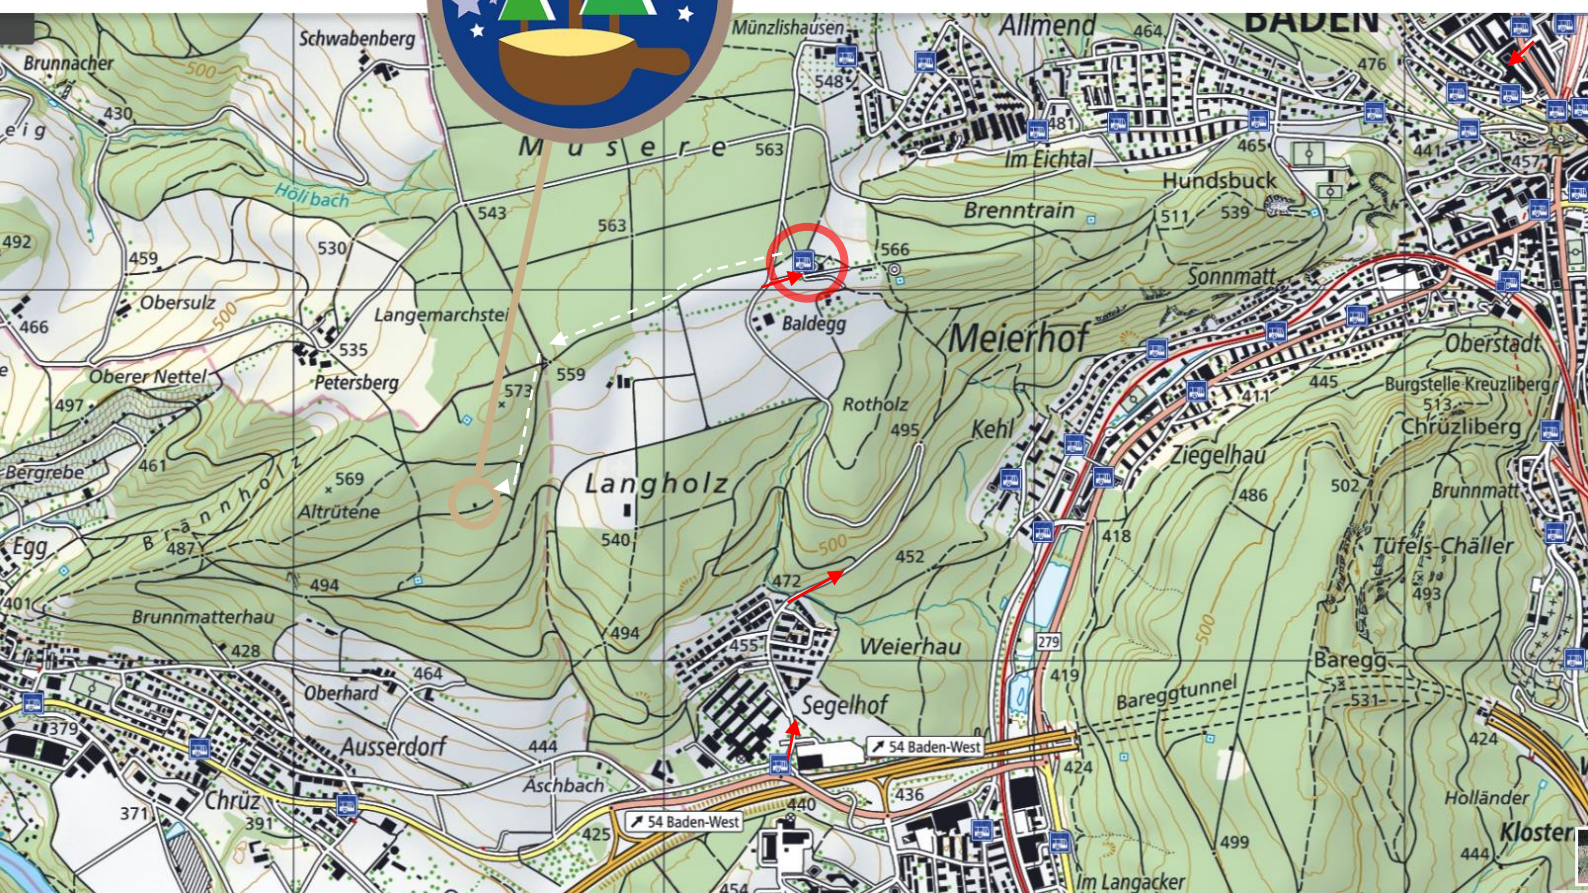 Schwabenberg
Münzlishausen
Allmend
BADEN
464
Brunnacher
500
548
476
430
481
eig
Musere
563
Im Eichtal
465
441
457
Hölibach
Hundsbuck
543
Brenntrain
511
539
492
530
563
566
459
Sonnmatt
Obersulz
500
Langemarchstei
Baldegg
Meierhof
466
535
Oberstadt
e
Oberer Nettel
Petersberg
559
573
445
Burgstelle Kreuzliberg
411
497
Rotholz
513
495
Kehl
Chrüzliberg
461
Ziegelhau
Bergrebe
569
Langholz
486
502
Brunnmatt
Altrütene
Brännholz
418
487
540
500
452
Tüfels-Chäller
Egg
472
494
493
401
Brunnmatterhau
494
500
455
Weierhau
279
428
Baregg
464
419
Oberhard
Bareggtunnel
531
Segelhof
379
Ausserdorf
444
54 Baden-West
424
424
Äschbach
Chrüz
440
436
Holländer
371
391
54 Baden-West
425
Kloster
499
444
454
Im Langacker